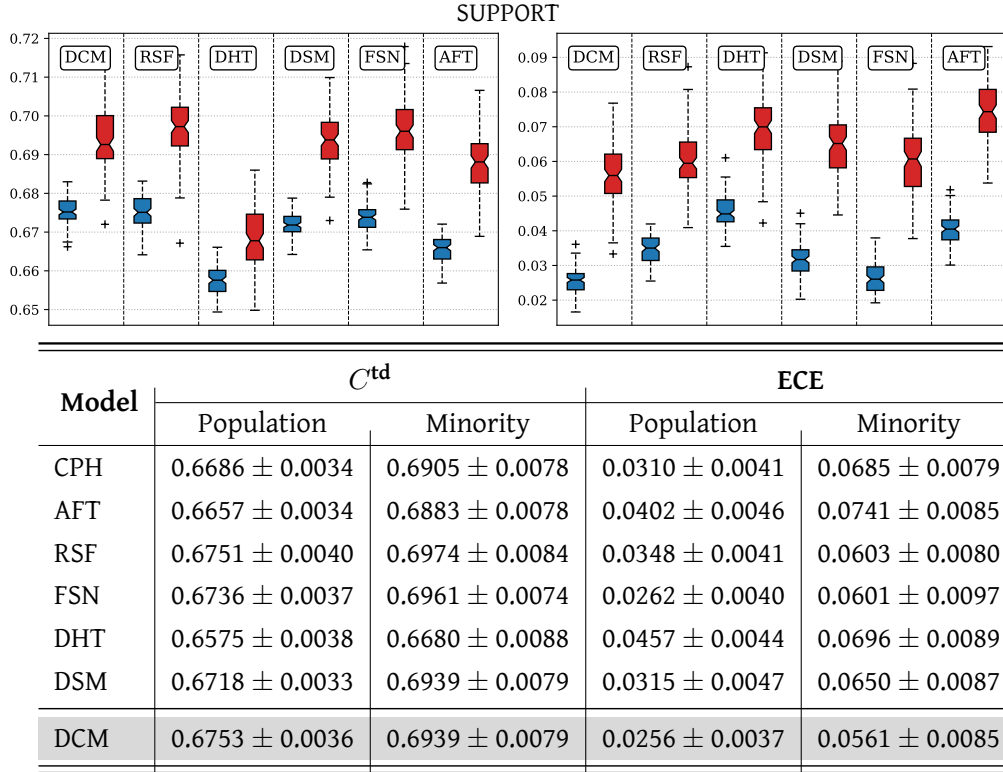 SUPPORT
DCM RSF DHT DSM FSN AFT
0.72
0.71
0.70
0.69
0.68
0.67
0.66
0.65
DCM RSF DHT DSM FSN AFT
0.09
0.08
0.07
0.06
0.05
0.04
0.03
0.02
Model C^td ECE
Population Minority Population Minority
CPH 0.6686 ± 0.0034 0.6905 ± 0.0078 0.0310 ± 0.0041 0.0685 ± 0.0079
AFT 0.6657 ± 0.0034 0.6883 ± 0.0078 0.0402 ± 0.0046 0.0741 ± 0.0085
RSF 0.6751 ± 0.0040 0.6974 ± 0.0084 0.0348 ± 0.0041 0.0603 ± 0.0080
FSN 0.6736 ± 0.0037 0.6961 ± 0.0074 0.0262 ± 0.0040 0.0601 ± 0.0097
DHT 0.6575 ± 0.0038 0.6680 ± 0.0088 0.0457 ± 0.0044 0.0696 ± 0.0089
DSM 0.6718 ± 0.0033 0.6939 ± 0.0079 0.0315 ± 0.0047 0.0650 ± 0.0087
DCM 0.6753 ± 0.0036 0.6939 ± 0.0079 0.0256 ± 0.0037 0.0561 ± 0.0085